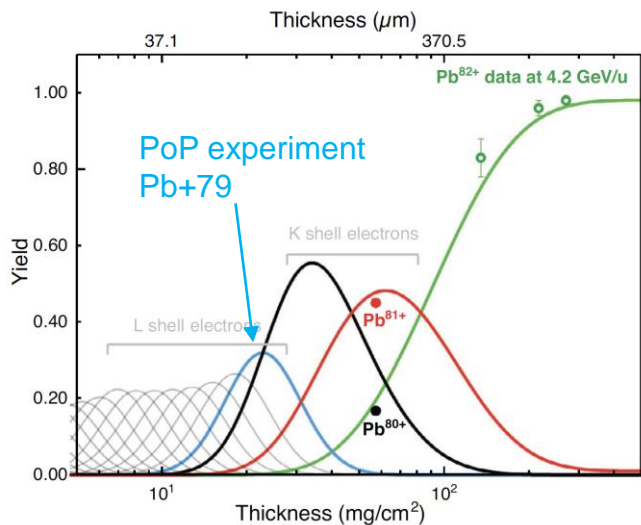 Thickness (μm)
37.1 370.5
Pb82+ data at 4.2 GeV/u
1.00
PoP experiment
Pb+79
0.80
K shell electrons
0.60
Yield
0.40
Pb81+
L shell electrons
0.20
Pb80+
0.00
10¹ 10²
Thickness (mg/cm²)